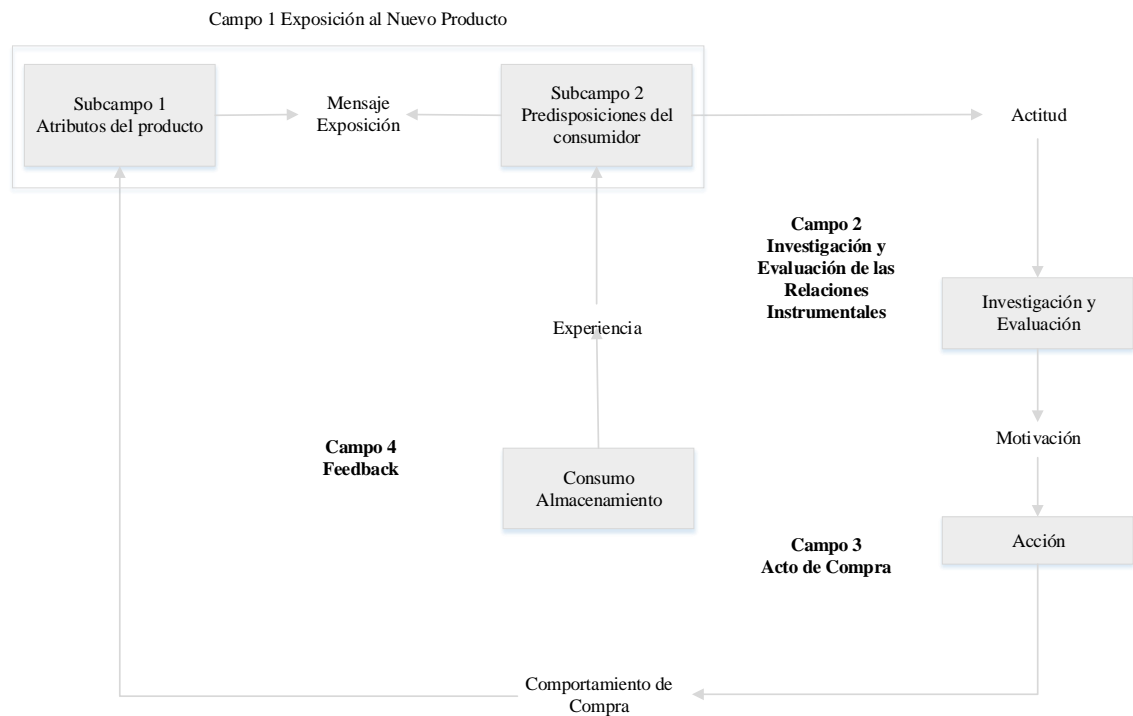 Campo 1 Exposición al Nuevo Producto
Subcampo 1
Atributos del producto
Mensaje
Exposición
Subcampo 2
Predisposiciones del
consumidor
Actitud
Campo 2
Investigación y
Evaluación de las
Relaciones
Instrumentales
Investigación y
Evaluación
Experiencia
Motivación
Campo 4
Feedback
Consumo
Almacenamiento
Campo 3
Acto de Compra
Acción
Comportamiento de
Compra